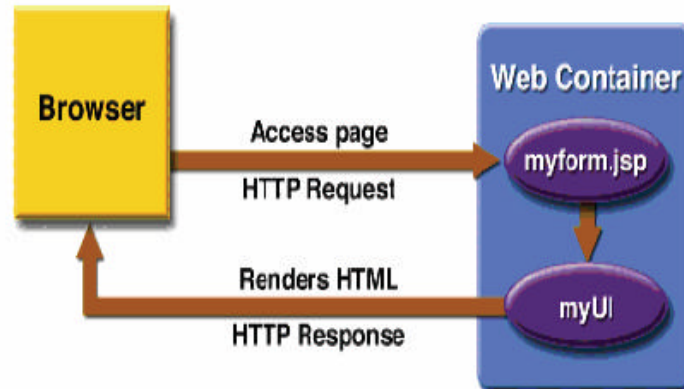 Browser
Access page
HTTP Request
Web Container
myform.jsp
myUI
Renders HTML
HTTP Response